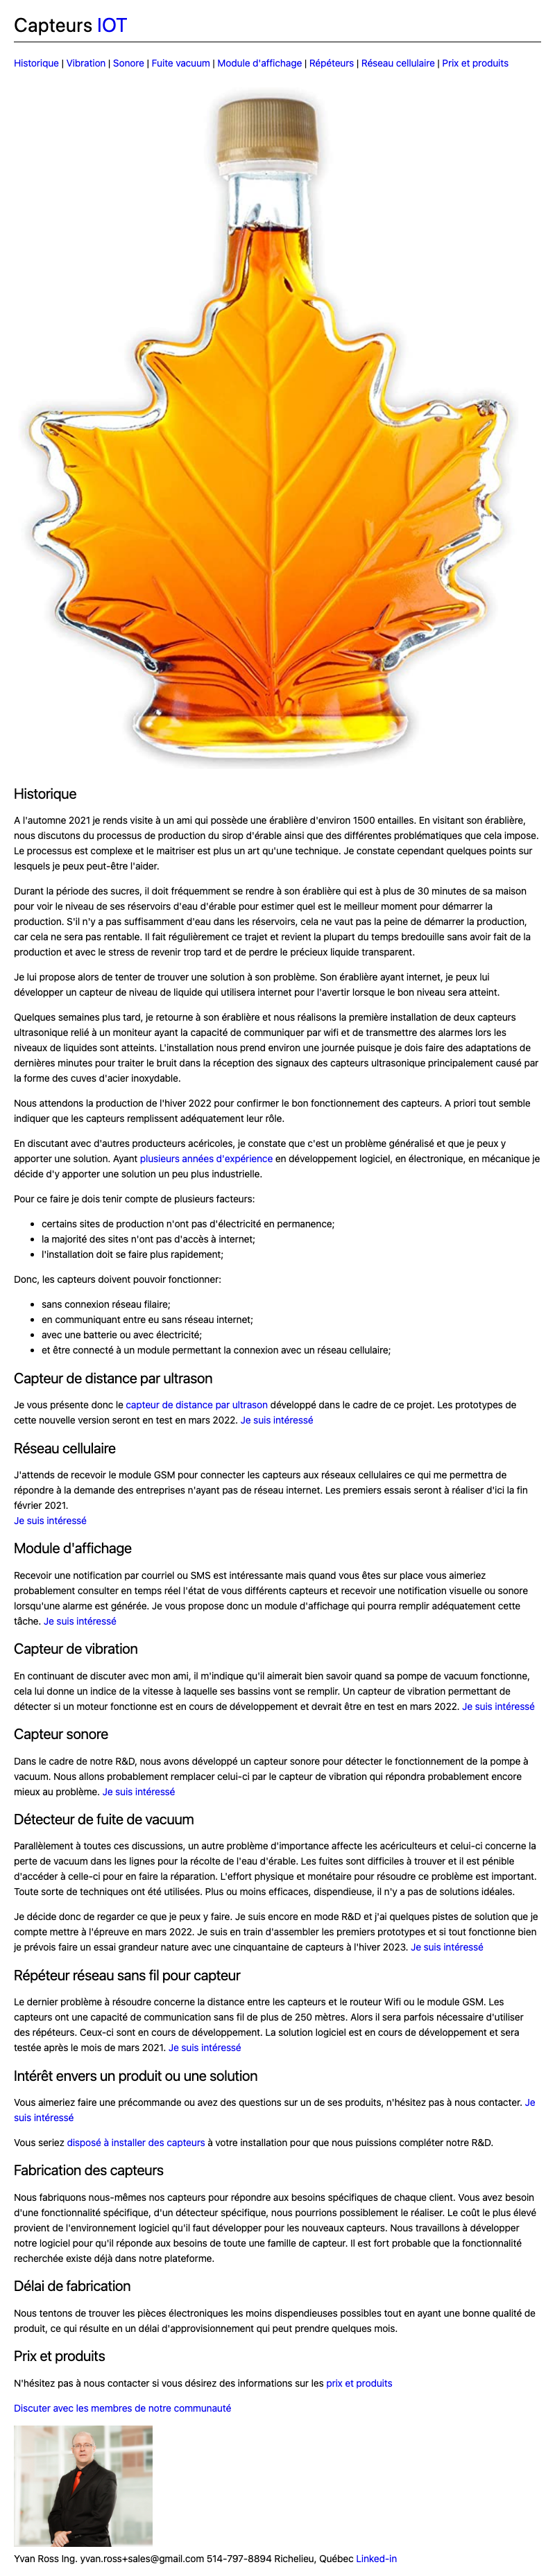 Capteurs IOT
Historique | Vibration | Sonore | Fuite vacuum | Module d'affichage | Répéteurs | Réseau cellulaire | Prix et produits
Historique
A l'automne 2021 je rends visite à un ami qui possède une érablière d'environ 1500 entailles. En visitant son érablière,
nous discutons du processus de production du sirop d'érable ainsi que des différentes problématiques que cela impose.
Le processus est complexe et le maitriser est plus un art qu'une technique. Je constate cependant quelques points sur
lesquels je peux peut-être l'aider.
Durant la période des sucres, il doit fréquemment se rendre à son érablière qui est à plus de 30 minutes de sa maison
pour voir le niveau de ses réservoirs d'eau d'érable pour estimer quel est le meilleur moment pour démarrer la
production. S'il n'y a pas suffisamment d'eau dans les réservoirs, cela ne vaut pas la peine de démarrer la production,
car cela ne sera pas rentable. Il fait régulièrement ce trajet et revient la plupart du temps bredouille sans avoir fait de la
production et avec le stress de revenir trop tard et de perdre le précieux liquide transparent.
Je lui propose alors de tenter de trouver une solution à son problème. Son érablière ayant internet, je peux lui
développer un capteur de niveau de liquide qui utilisera internet pour l'avertir lorsque le bon niveau sera atteint.
Quelques semaines plus tard, je retourne à son érablière et nous réalisons la première installation de deux capteurs
ultrasonique relié à un moniteur ayant la capacité de communiquer par wifi et de transmettre des alarmes lors les
niveaux de liquides sont atteints. L'installation nous prend environ une journée puisque je dois faire des adaptations de
dernières minutes pour traiter le bruit dans la réception des signaux des capteurs ultrasonique principalement causé par
la forme des cuves d'acier inoxydable.
Nous attendons la production de l'hiver 2022 pour confirmer le bon fonctionnement des capteurs. A priori tout semble
indiquer que les capteurs remplissent adéquatement leur rôle.
En discutant avec d'autres producteurs acéricoles, je constate que c'est un problème généralisé et que je peux y
apporter une solution. Ayant plusieurs années d'expérience en développement logiciel, en électronique, en mécanique je
décide d'y apporter une solution un peu plus industrielle.
Pour ce faire je dois tenir compte de plusieurs facteurs:
• certains sites de production n'ont pas d'électricité en permanence;
• la majorité des sites n'ont pas d'accès à internet;
• l'installation doit se faire plus rapidement;
Donc, les capteurs doivent pouvoir fonctionner:
• sans connexion réseau filaire;
• en communiquant entre eu sans réseau internet;
• avec une batterie ou avec électricité;
• et être connecté à un module permettant la connexion avec un réseau cellulaire;
Capteur de distance par ultrason
Je vous présente donc le capteur de distance par ultrason développé dans le cadre de ce projet. Les prototypes de
cette nouvelle version seront en test en mars 2022. Je suis intéressé
Réseau cellulaire
J'attends de recevoir le module GSM pour connecter les capteurs aux réseaux cellulaires ce qui me permettra de
répondre à la demande des entreprises n'ayant pas de réseau internet. Les premiers essais seront à réaliser d'ici la fin
février 2021.
Je suis intéressé
Module d'affichage
Recevoir une notification par courriel ou SMS est intéressante mais quand vous êtes sur place vous aimeriez
probablement consulter en temps réel l'état de vous différents capteurs et recevoir une notification visuelle ou sonore
lorsqu'une alarme est générée. Je vous propose donc un module d'affichage qui pourra remplir adéquatement cette
tâche. Je suis intéressé
Capteur de vibration
En continuant de discuter avec mon ami, il m'indique qu'il aimerait bien savoir quand sa pompe de vacuum fonctionne,
cela lui donne un indice de la vitesse à laquelle ses bassins vont se remplir. Un capteur de vibration permettant de
détecter si un moteur fonctionne est en cours de développement et devrait être en test en mars 2022. Je suis intéressé
Capteur sonore
Dans le cadre de notre R&D, nous avons développé un capteur sonore pour détecter le fonctionnement de la pompe à
vacuum. Nous allons probablement remplacer celui-ci par le capteur de vibration qui répondra probablement encore
mieux au problème. Je suis intéressé
Détecteur de fuite de vacuum
Parallèlement à toutes ces discussions, un autre problème d'importance affecte les acériculteurs et celui-ci concerne la
perte de vacuum dans les lignes pour la récolte de l'eau d'érable. Les fuites sont difficiles à trouver et il est pénible
d'accéder à celle-ci pour en faire la réparation. L'effort physique et monétaire pour résoudre ce problème est important.
Toute sorte de techniques ont été utilisées. Plus ou moins efficaces, dispendieuse, il n'y a pas de solutions idéales.
Je décide donc de regarder ce que je peux y faire. Je suis encore en mode R&D et j'ai quelques pistes de solution que je
compte mettre à l'épreuve en mars 2022. Je suis en train d'assembler les premiers prototypes et si tout fonctionne bien
je prévois faire un essai grandeur nature avec une cinquantaine de capteurs à l'hiver 2023. Je suis intéressé
Répéteur réseau sans fil pour capteur
Le dernier problème à résoudre concerne la distance entre les capteurs et le routeur Wifi ou le module GSM. Les
capteurs ont une capacité de communication sans fil de plus de 250 mètres. Alors il sera parfois nécessaire d'utiliser
des répéteurs. Ceux-ci sont en cours de développement. La solution logiciel est en cours de développement et sera
testée après le mois de mars 2021. Je suis intéressé
Intérêt envers un produit ou une solution
Vous aimeriez faire une précommande ou avez des questions sur un de ses produits, n'hésitez pas à nous contacter. Je
suis intéressé
Vous seriez disposé à installer des capteurs à votre installation pour que nous puissions compléter notre R&D.
Fabrication des capteurs
Nous fabriquons nous-mêmes nos capteurs pour répondre aux besoins spécifiques de chaque client. Vous avez besoin
d'une fonctionnalité spécifique, d'un détecteur spécifique, nous pourrions possiblement le réaliser. Le coût le plus élevé
provient de l'environnement logiciel qu'il faut développer pour les nouveaux capteurs. Nous travaillons à développer
notre logiciel pour qu'il réponde aux besoins de toute une famille de capteur. Il est fort probable que la fonctionnalité
recherchée existe déjà dans notre plateforme.
Délai de fabrication
Nous tentons de trouver les pièces électroniques les moins dispendieuses possibles tout en ayant une bonne qualité de
produit, ce qui résulte en un délai d'approvisionnement qui peut prendre quelques mois.
Prix et produits
N'hésitez pas à nous contacter si vous désirez des informations sur les prix et produits
Discuter avec les membres de notre communauté
Yvan Ross Ing. yvan.ross+sales@gmail.com 514-797-8894 Richelieu, Québec Linked-in